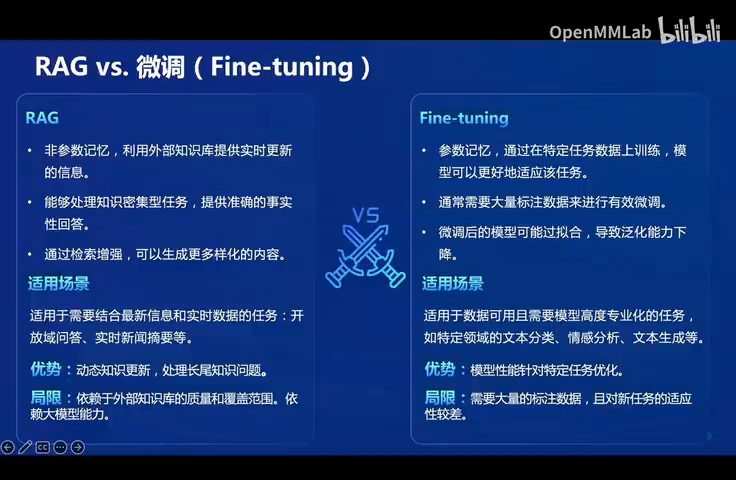 OpenMMLab bilibili
RAG vs. 微调（Fine-tuning）
RAG
• 非参数记忆，利用外部知识库提供实时更新
的信息。
• 能够处理知识密集型任务，提供准确的事实
性回答。
• 通过检索增强，可以生成更多样化的内容。
适用场景
适用于需要结合最新信息和实时数据的任务：开
放域问答、实时新闻摘要等。
优势：动态知识更新，处理长尾知识问题。
局限：依赖于外部知识库的质量和覆盖范围。依
赖大模型能力。
VS
Fine-tuning
• 参数记忆，通过在特定任务数据上训练，模
型可以更好地适应该任务。
• 通常需要大量标注数据来进行有效微调。
• 微调后的模型可能过拟合，导致泛化能力下
降。
适用场景
适用于数据可用且需要模型高度专业化的任务，
如特定领域的文本分类、情感分析、文本生成等。
优势：模型性能针对特定任务优化。
局限：需要大量的标注数据，且对新任务的适应
性较差。
9